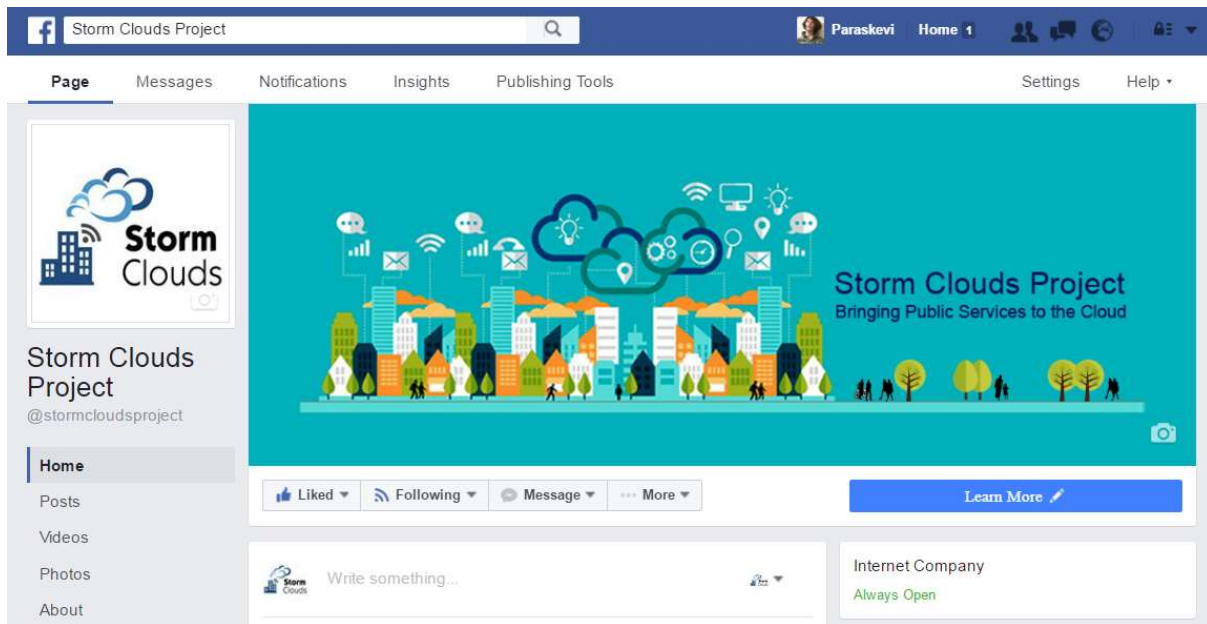 f
Storm Clouds Project
Paraskevi
Home 1
Page
Messages
Notifications
Insights
Publishing Tools
Settings
Help
Storm
Clouds
Storm Clouds
Project
@stormcloudsproject
Storm Clouds Project
Bringing Public Services to the Cloud
Home
Posts
Videos
Photos
About
Liked
Following
Message
More
Learn More
Storm
Clouds
Write something...
Internet Company
Always Open